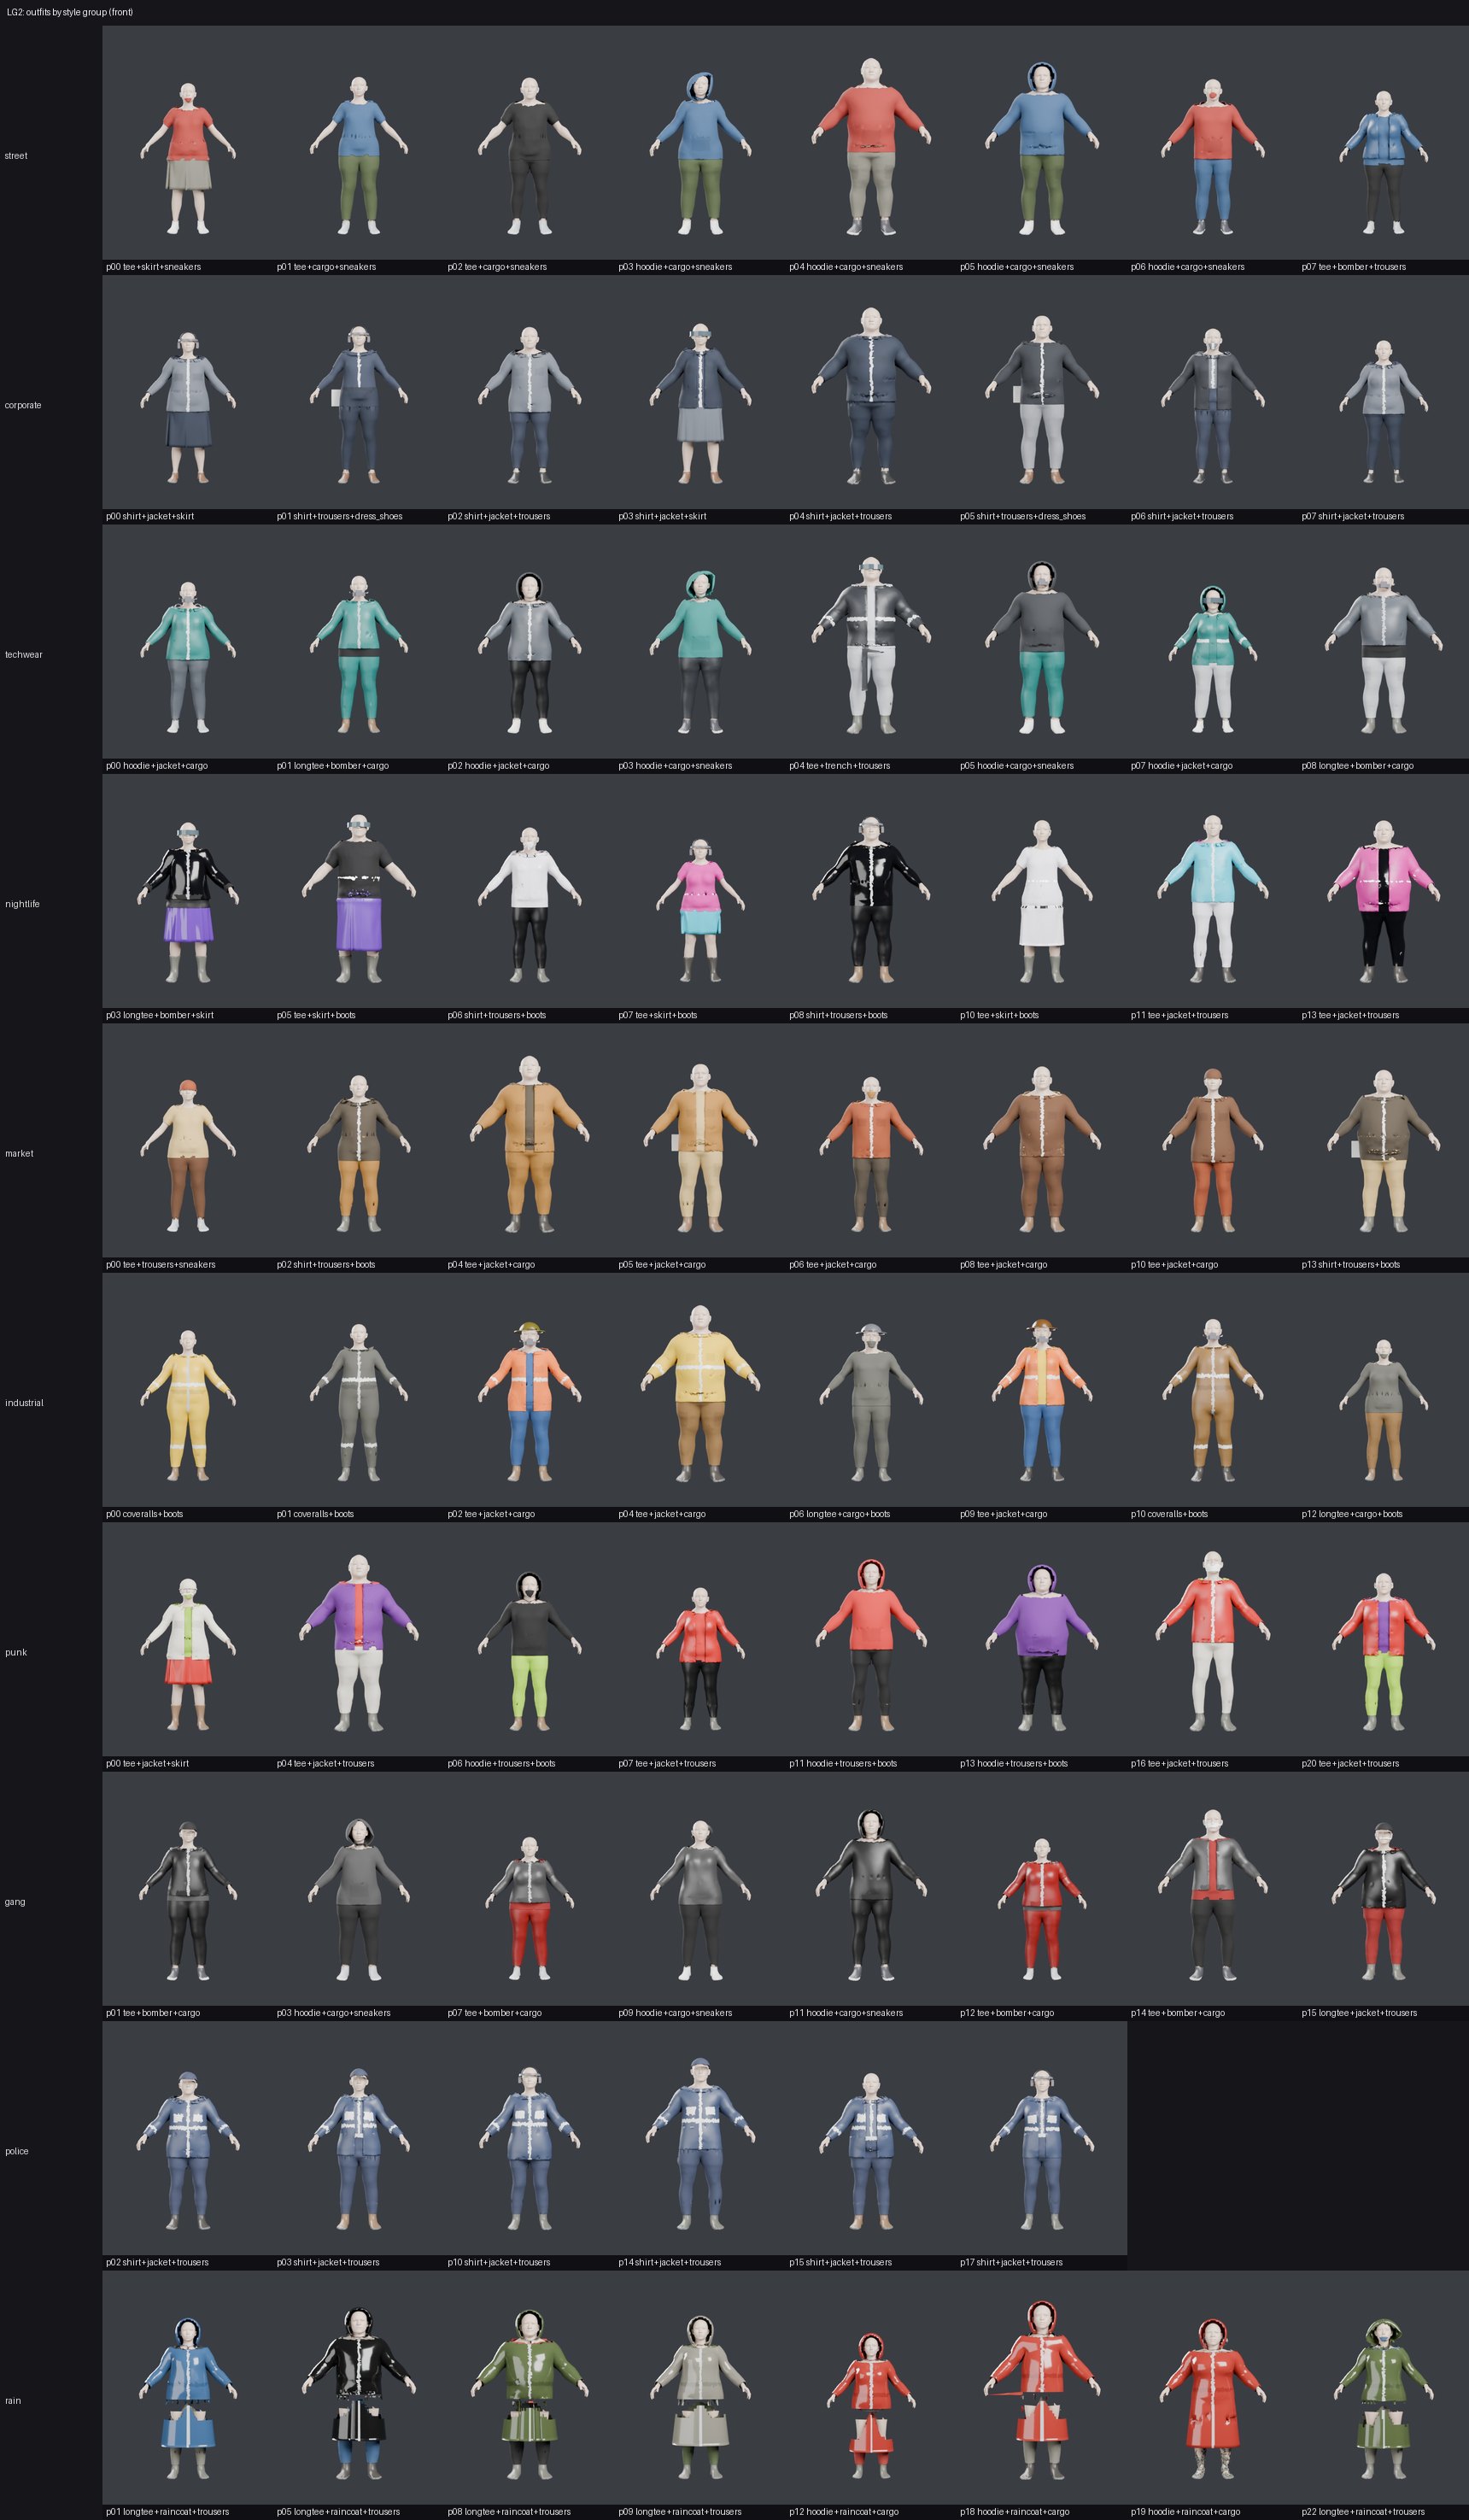 LG2: outfits by style group (front)
street
p00 tee+skirt+sneakers
p01 tee+cargo+sneakers
p02 tee+cargo+sneakers
p03 hoodie+cargo+sneakers
p04 hoodie+cargo+sneakers
p05 hoodie+cargo+sneakers
p06 hoodie+cargo+sneakers
p07 tee+bomber+trousers
corporate
p00 shirt+jacket+skirt
p01 shirt+trousers+dress_shoes
p02 shirt+jacket+trousers
p03 shirt+jacket+skirt
p04 shirt+jacket+trousers
p05 shirt+trousers+dress_shoes
p06 shirt+jacket+trousers
p07 shirt+jacket+trousers
techwear
p00 hoodie+jacket+cargo
p01 longtee+bomber+cargo
p02 hoodie+jacket+cargo
p03 hoodie+cargo+sneakers
p04 tee+trench+trousers
p05 hoodie+cargo+sneakers
p07 hoodie+jacket+cargo
p08 longtee+bomber+cargo
nightlife
p03 longtee+bomber+skirt
p05 tee+skirt+boots
p06 shirt+trousers+boots
p07 tee+skirt+boots
p08 shirt+trousers+boots
p10 tee+skirt+boots
p11 tee+jacket+trousers
p13 tee+jacket+trousers
market
p00 tee+trousers+sneakers
p02 shirt+trousers+boots
p04 tee+jacket+cargo
p05 tee+jacket+cargo
p06 tee+jacket+cargo
p08 tee+jacket+cargo
p10 tee+jacket+cargo
p13 shirt+trousers+boots
industrial
p00 coveralls+boots
p01 coveralls+boots
p02 tee+jacket+cargo
p04 tee+jacket+cargo
p06 longtee+cargo+boots
p09 tee+jacket+cargo
p10 coveralls+boots
p12 longtee+cargo+boots
punk
p00 tee+jacket+skirt
p04 tee+jacket+trousers
p06 hoodie+trousers+boots
p07 tee+jacket+trousers
p11 hoodie+trousers+boots
p13 hoodie+trousers+boots
p16 tee+jacket+trousers
p20 tee+jacket+trousers
gang
p01 tee+bomber+cargo
p03 hoodie+cargo+sneakers
p07 tee+bomber+cargo
p09 hoodie+cargo+sneakers
p11 hoodie+cargo+sneakers
p12 tee+bomber+cargo
p14 tee+bomber+cargo
p15 longtee+jacket+trousers
police
p02 shirt+jacket+trousers
p03 shirt+jacket+trousers
p10 shirt+jacket+trousers
p14 shirt+jacket+trousers
p15 shirt+jacket+trousers
p17 shirt+jacket+trousers
rain
p01 longtee+raincoat+trousers
p05 longtee+raincoat+trousers
p08 longtee+raincoat+trousers
p09 longtee+raincoat+trousers
p12 hoodie+raincoat+cargo
p18 hoodie+raincoat+cargo
p19 hoodie+raincoat+cargo
p22 longtee+raincoat+trousers